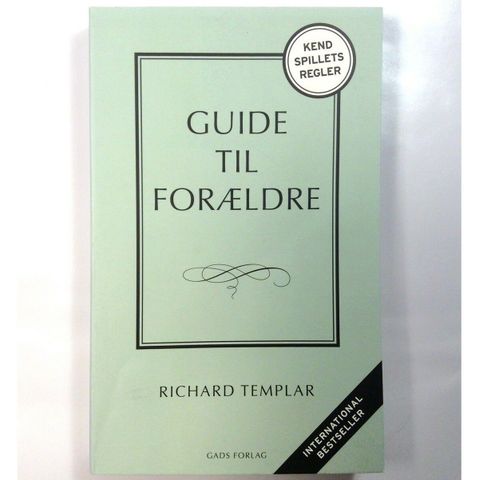 KEND
SPILLETS
REGLER
GUIDE
TIL
FORÆLDRE
RICHARD TEMPLAR
INTERNATIONAL
BESTSELLER
GADS FORLAG